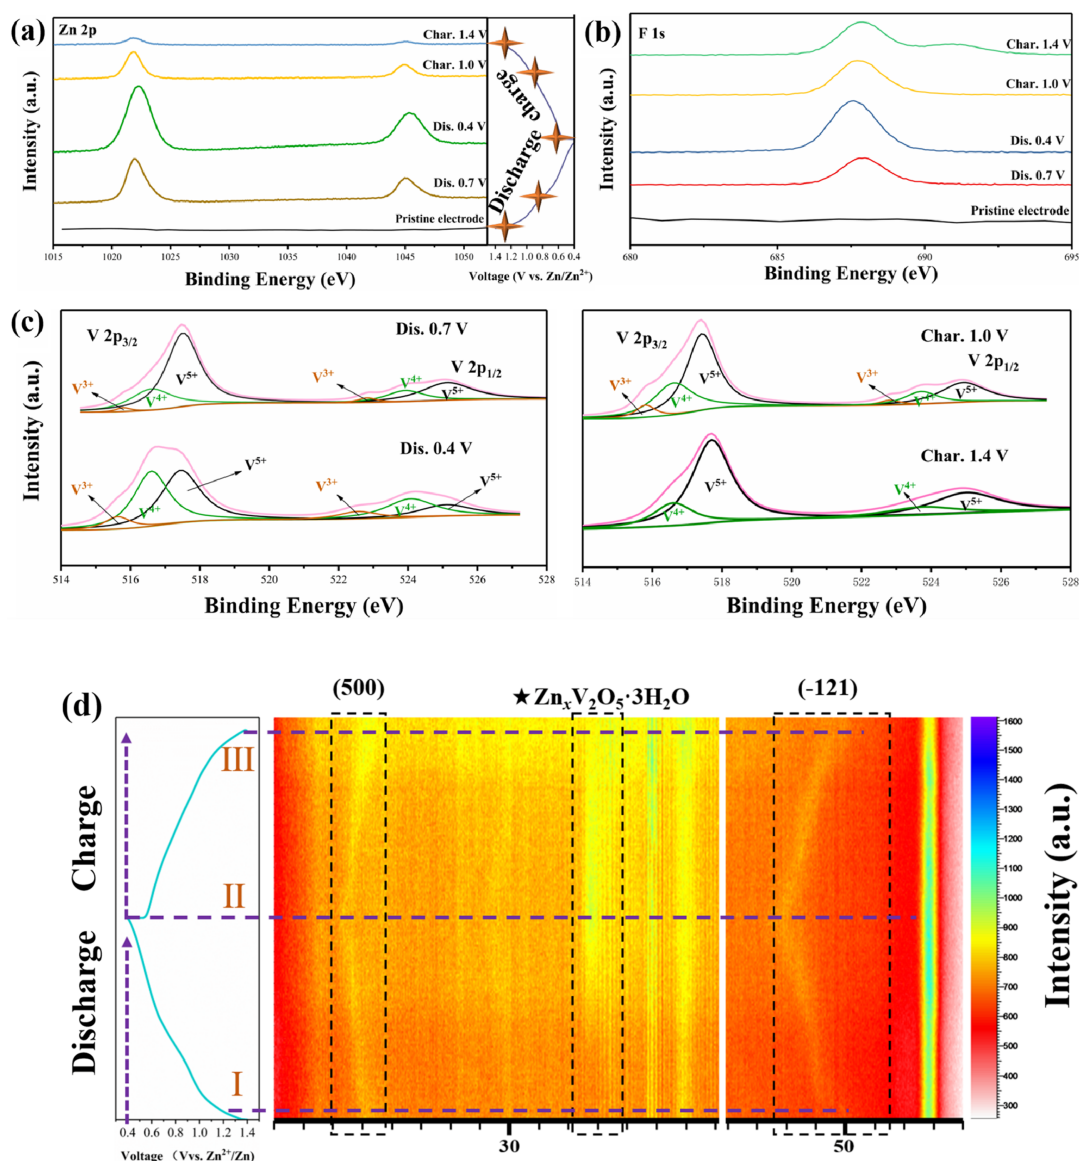 (a)
Zn 2p
Char. 1.4 V
Char. 1.0 V
Dis. 0.4 V
Dis. 0.7 V
Pristine electrode
Intensity (a.u.)
1015 1020 1025 1030 1035 1040 1045 1050
Binding Energy (eV)
charge
Discharge
1.4 1.2 1.0 0.8 0.6 0.4
Voltage (V vs. Zn/Zn²⁺)
(b)
F 1s
Char. 1.4 V
Char. 1.0 V
Dis. 0.4 V
Dis. 0.7 V
Pristine electrode
Intensity (a.u.)
680 685 690 695
Binding Energy (eV)
(c)
V 2p₃/₂
Dis. 0.7 V
V 2p₁/₂
V³⁺
V⁴⁺
V⁵⁺
V³⁺
V⁴⁺
V⁵⁺
Dis. 0.4 V
V³⁺
V⁴⁺
V⁵⁺
V³⁺
V⁴⁺
V⁵⁺
Intensity (a.u.)
514 516 518 520 522 524 526 528
Binding Energy (eV)
V 2p₃/₂
Char. 1.0 V
V 2p₁/₂
V³⁺
V⁴⁺
V⁵⁺
V³⁺
V⁴⁺
V⁵⁺
Char. 1.4 V
V⁴⁺
V⁵⁺
V⁴⁺
V⁵⁺
Intensity (a.u.)
514 516 518 520 522 524 526 528
Binding Energy (eV)
(d)
(500)
★ZnₓV₂O₅·3H₂O
(-121)
Charge
Discharge
III
II
I
0.4 0.6 0.8 1.0 1.2 1.4
Voltage （Vvs. Zn²⁺/Zn)
30
50
1600
1500
1400
1300
1200
1100
1000
900
800
700
600
500
400
300
Intensity (a.u.)